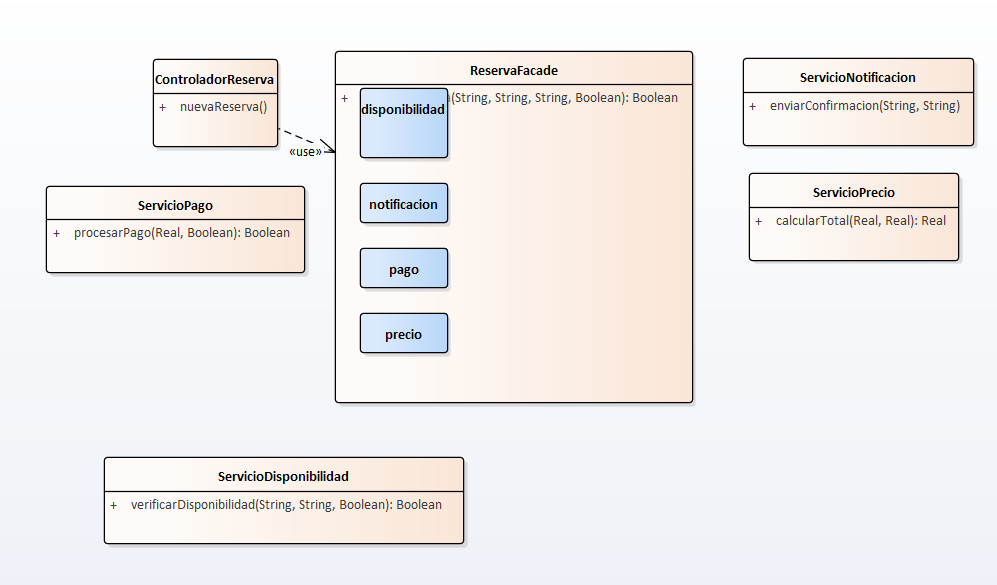 ControladorReserva
+ nuevaReserva()
«use»
ReservaFacade
+ (String, String, String, Boolean): Boolean
disponibilidad
notificacion
pago
precio
ServicioNotificacion
+ enviarConfirmacion(String, String)
ServicioPago
+ procesarPago(Real, Boolean): Boolean
ServicioPrecio
+ calcularTotal(Real, Real): Real
ServicioDisponibilidad
+ verificarDisponibilidad(String, String, Boolean): Boolean